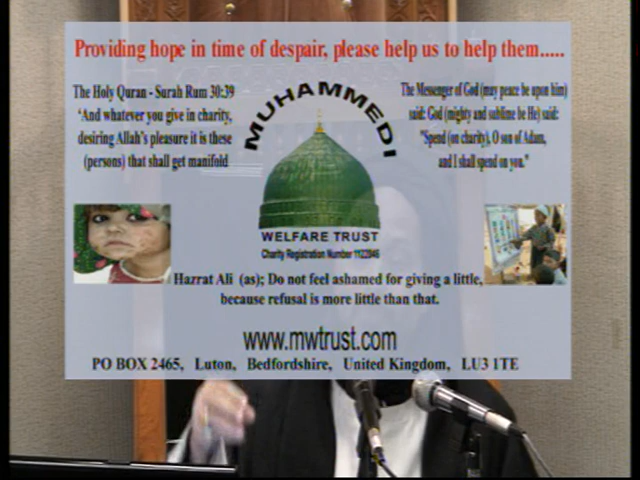 Providing hope in time of despair, please help us to help them.....
The Holy Quran - Surah Rum 30:39
'And whatever you give in charity,
desiring Allah's pleasure it is these
(persons) that shall get manifold
MUHAMMEDI
WELFARE TRUST
Charity Registration Number
The Messenger of God (may peace be upon him)
said: God (mighty and sublime be He) said:
"Spend (on charity), O son of Adam,
and I shall spend on you."
Hazrat Ali (as); Do not feel ashamed for giving a little,
because refusal is more little than that.
www.mwtrust.com
PO BOX 2465, Luton, Bedfordshire, United Kingdom, LU3 1TE